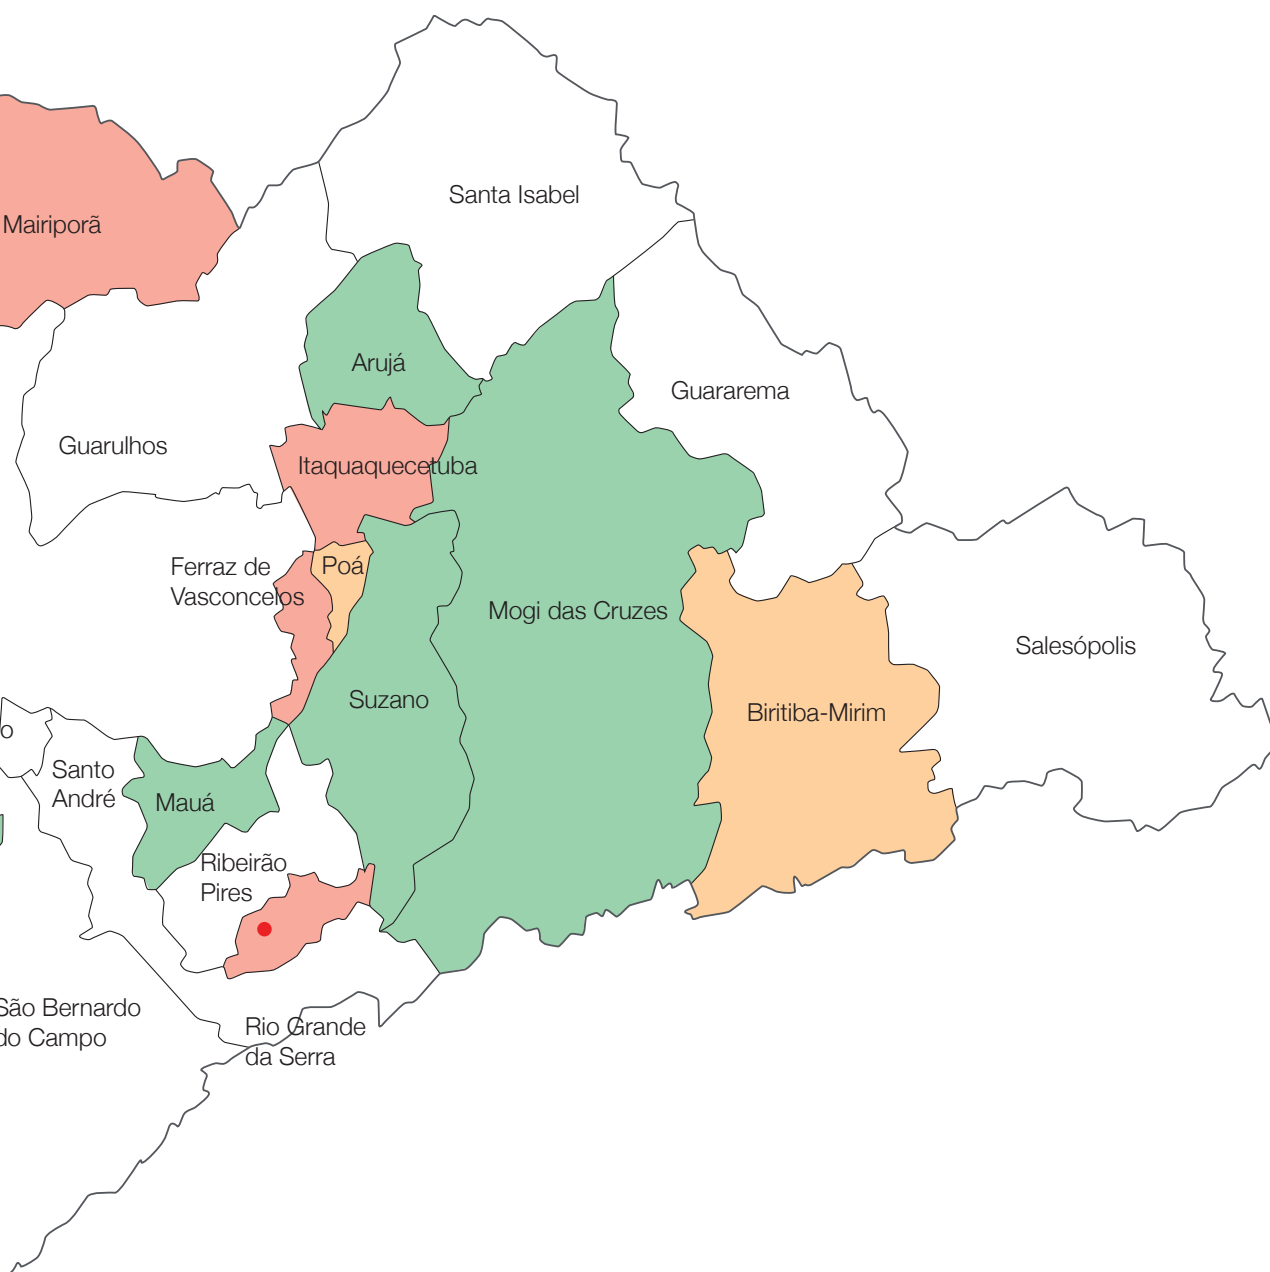 Santa Isabel
Mairiporã
Arujá
Guararema
Guarulhos
Itaquaquecetuba
Ferraz de
Vasconcelos
Poá
Mogi das Cruzes
Salesópolis
Suzano
Biritiba-Mirim
o
Santo
André
Mauá
Ribeirão
Pires
São Bernardo
do Campo
Rio Grande
da Serra